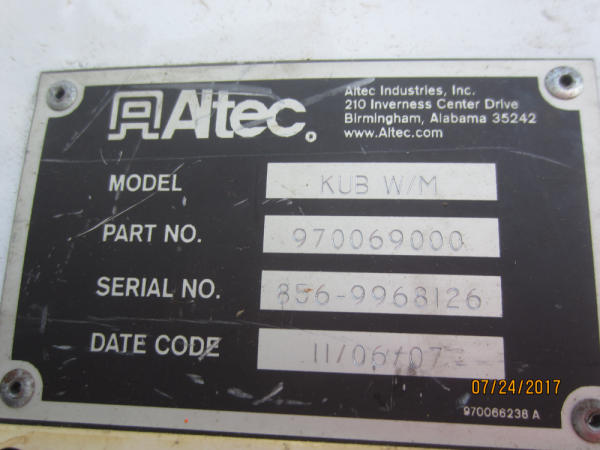 Altec
Altec Industries, Inc.
210 Inverness Center Drive
Birmingham, Alabama 35242
www.Altec.com
MODEL KUB W/M
PART NO. 970069000
SERIAL NO. 856-9968126
DATE CODE 11/06/07
07/24/2017
970066238 A